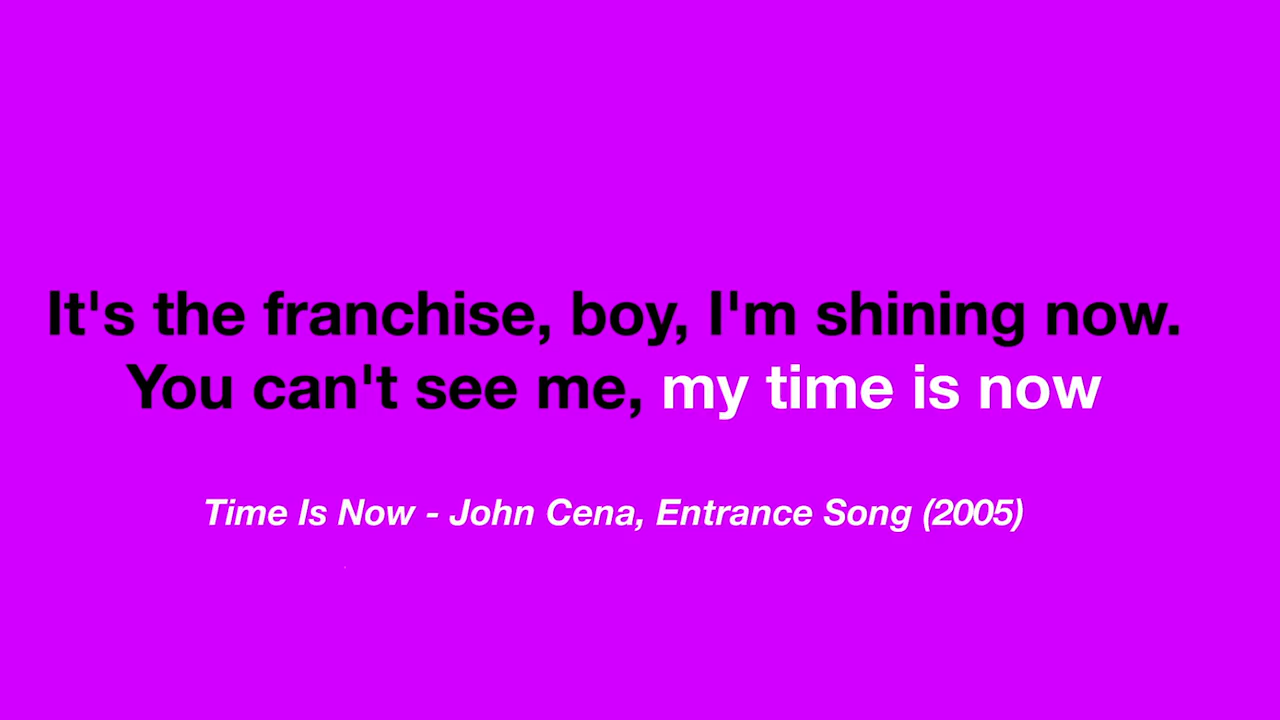 It's the franchise, boy, I'm shining now.
You can't see me, my time is now
Time Is Now - John Cena, Entrance Song (2005)